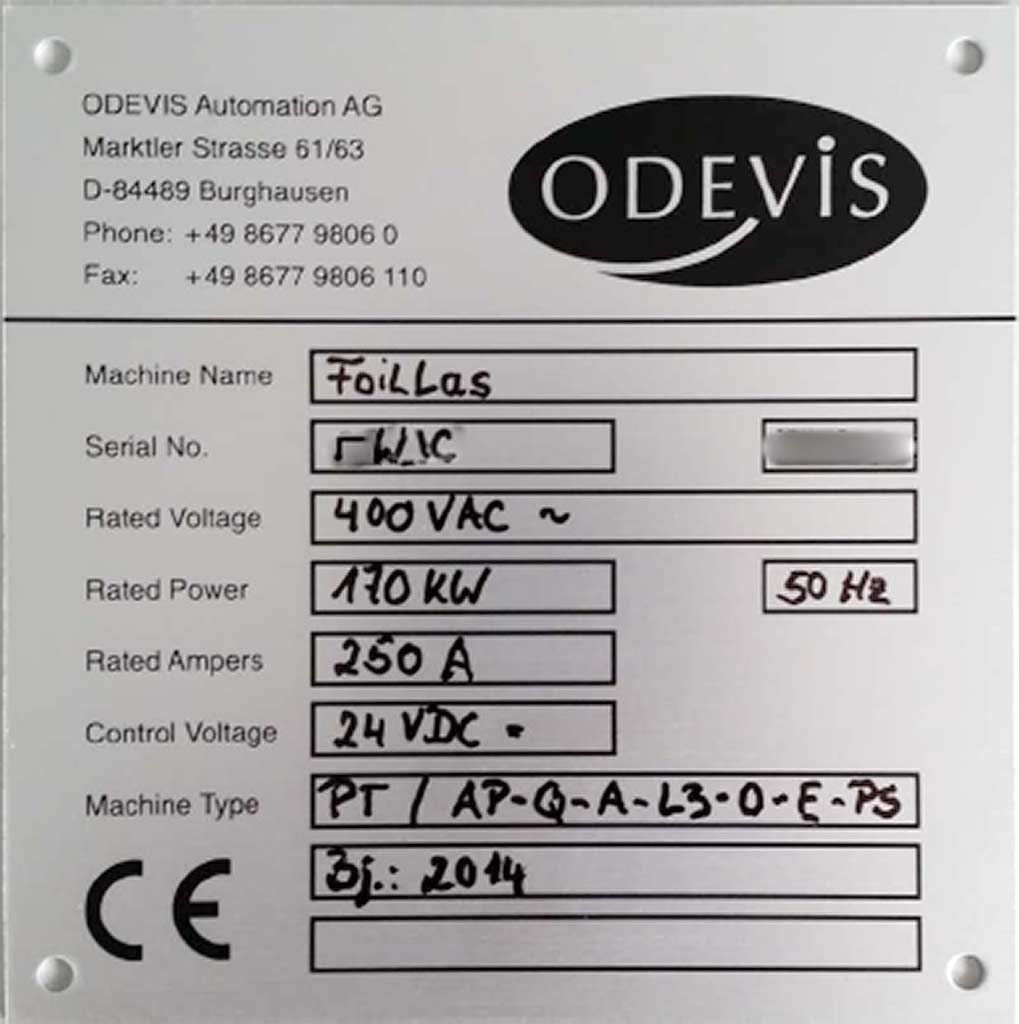 ODEVIS Automation AG
Marktler Strasse 61/63
D-84489 Burghausen
Phone: +49 8677 9806 0
Fax: +49 8677 9806 110
ODEVIS
Machine Name FoilLas
Serial No.
Rated Voltage 400 VAC ~
Rated Power 170 KW 50 Hz
Rated Ampers 250 A
Control Voltage 24 VDC =
Machine Type PT / AP-Q-A-L3-O-E-PS
CE Bj.: 2014